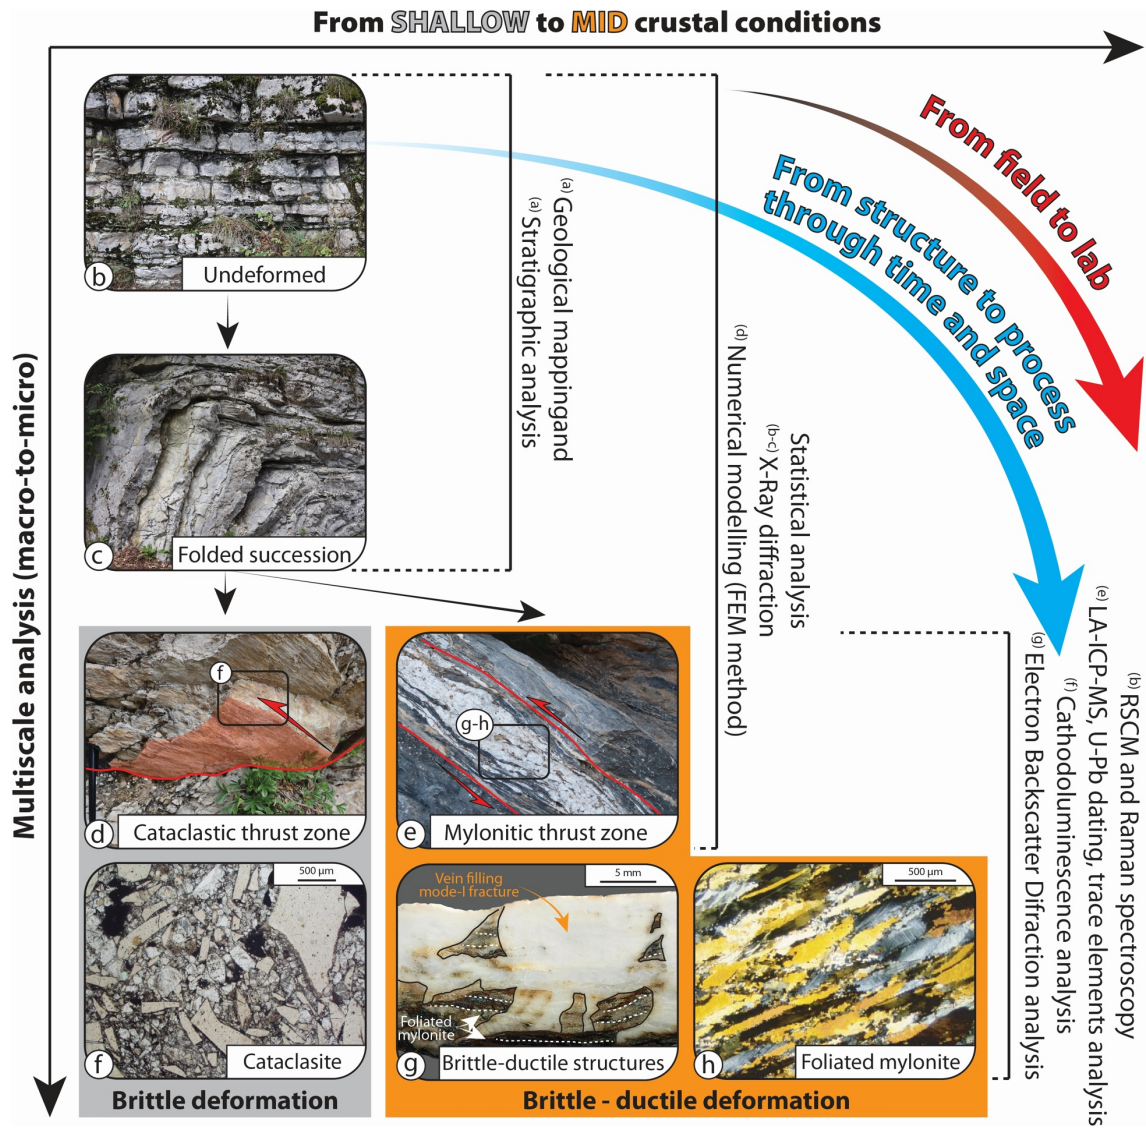 From SHALLOW to MID crustal conditions
Multiscale analysis (macro-to-micro)
From field to lab
From structure to process
through time and space
b
Undeformed
(a) Geological mappingand
(a) Stratigraphic analysis
c
Folded succession
Statistical analysis
(b-c) X-Ray diffraction
(d) Numerical modelling (FEM method)
f
d
Cataclastic thrust zone
g-h
e
Mylonitic thrust zone
(b) RSCM and Raman spectroscopy
(e) LA-ICP-MS, U-Pb dating, trace elements analysis
(f) Cathodoluminescence analysis
(g) Electron Backscatter Difraction analysis
500 µm
f
Cataclasite
Vein filling
mode-I fracture
5 mm
Foliated
mylonite
g
Brittle-ductile structures
500 µm
h
Foliated mylonite
Brittle deformation
Brittle - ductile deformation